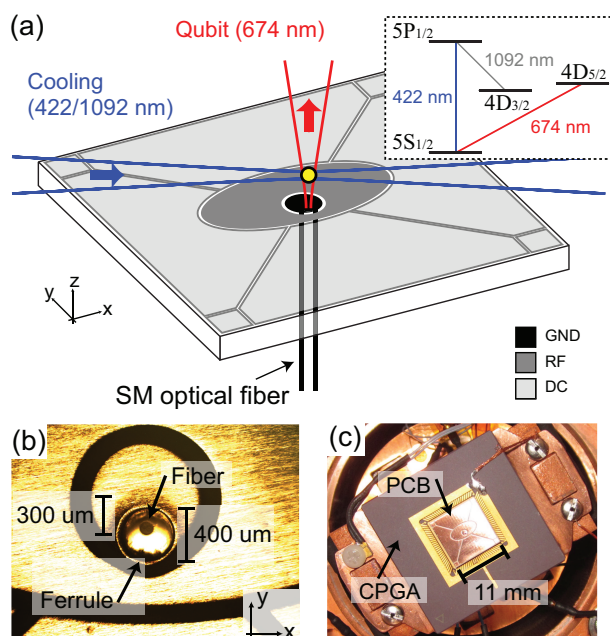 (a)
Qubit (674 nm)
Cooling
(422/1092 nm)
5P1/2
1092 nm
4D5/2
422 nm
4D3/2
674 nm
5S1/2
y
z
x
GND
RF
DC
SM optical fiber
(b)
Fiber
300 um
400 um
Ferrule
y
x
(c)
PCB
CPGA
11 mm